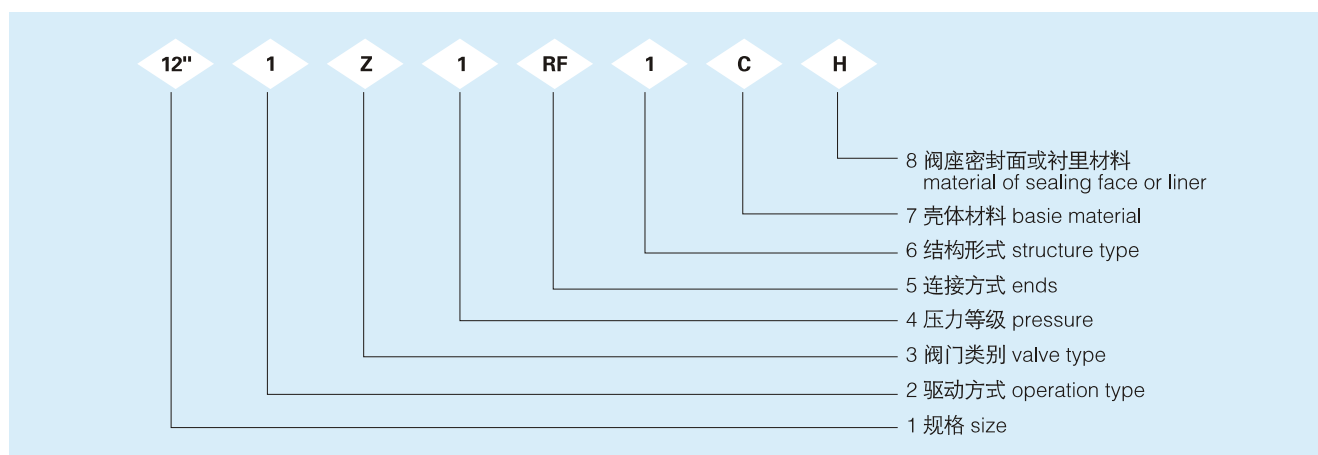 12" 1 Z 1 RF 1 C H
8 阀座密封面或衬里材料
material of sealing face or liner
7 壳体材料 basie material
6 结构形式 structure type
5 连接方式 ends
4 压力等级 pressure
3 阀门类别 valve type
2 驱动方式 operation type
1 规格 size